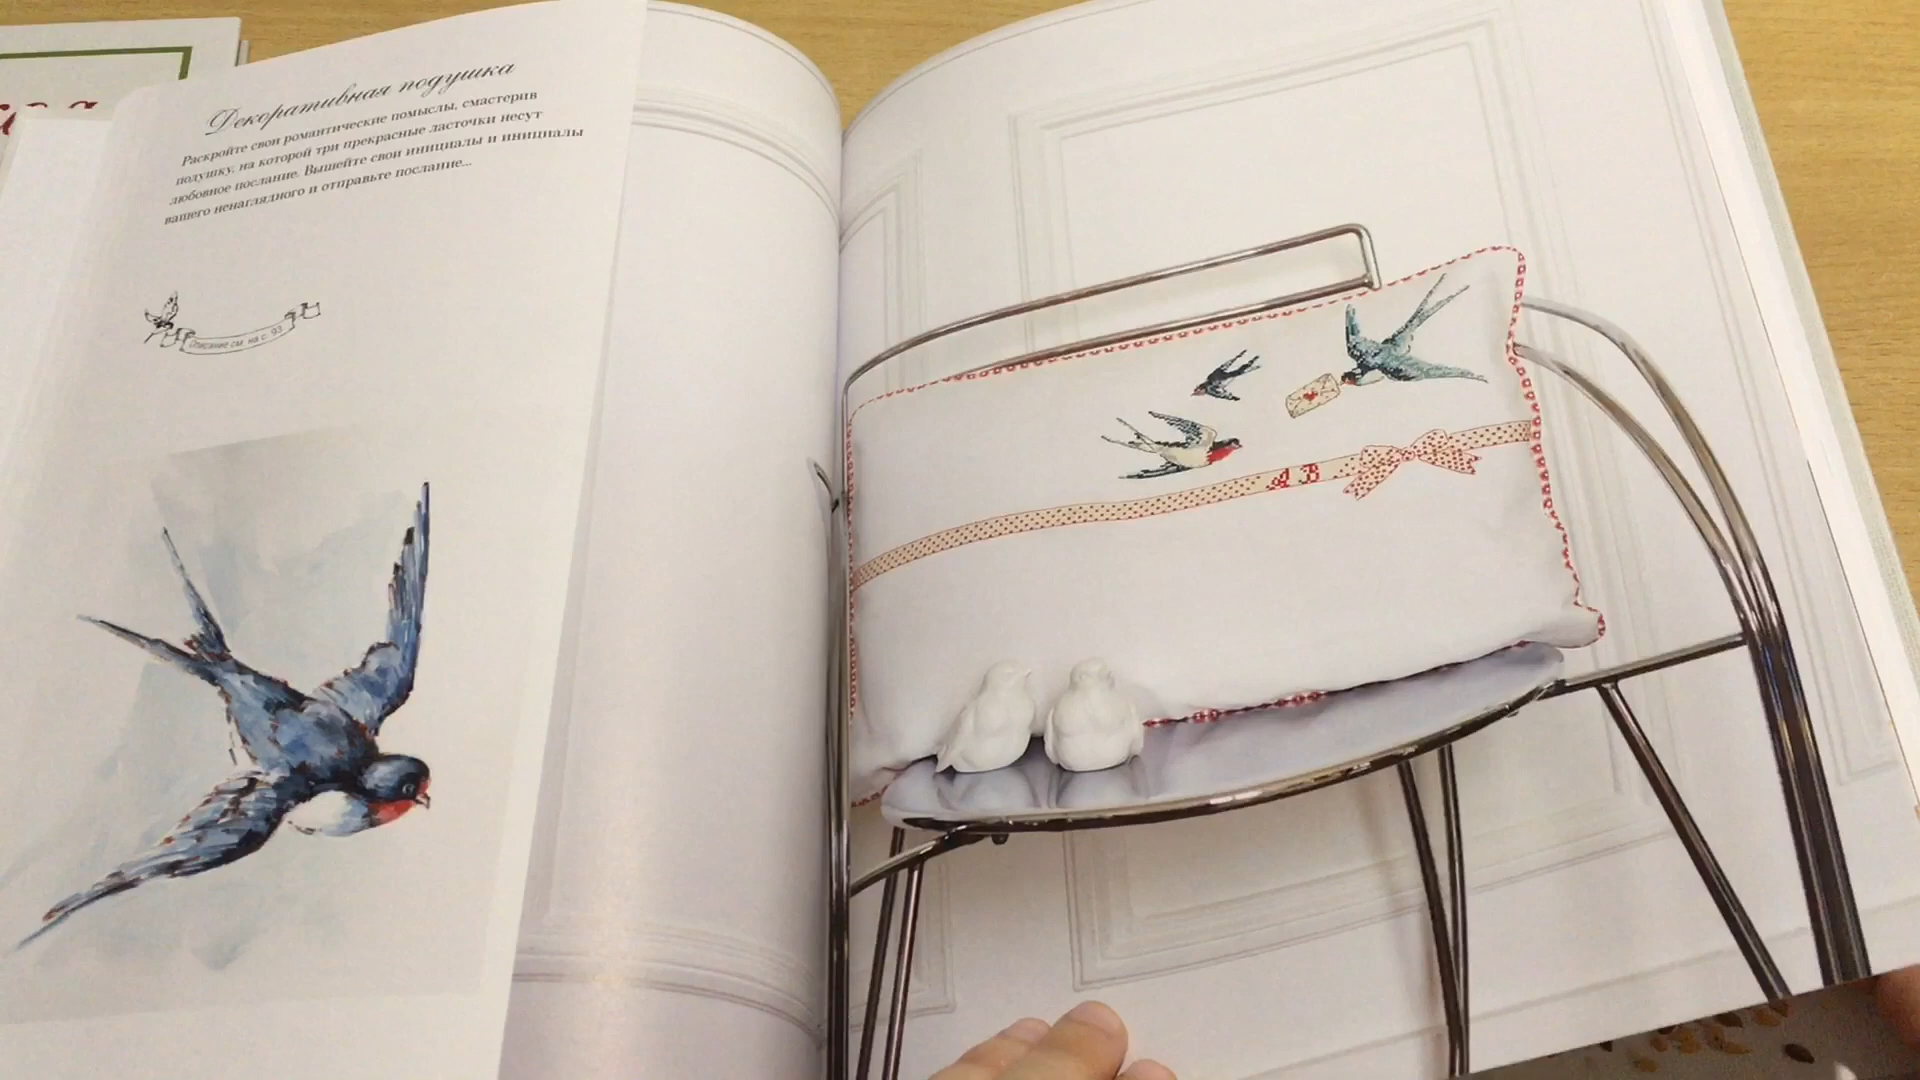 Декоративная подушка
Раскройте свои романтические помыслы, смастерив
подушку, на которой три прекрасные ласточки несут
любовное послание. Вышейте свои инициалы и инициалы
вашего ненаглядного и отправьте послание...
Описание см. на с. 93
A B